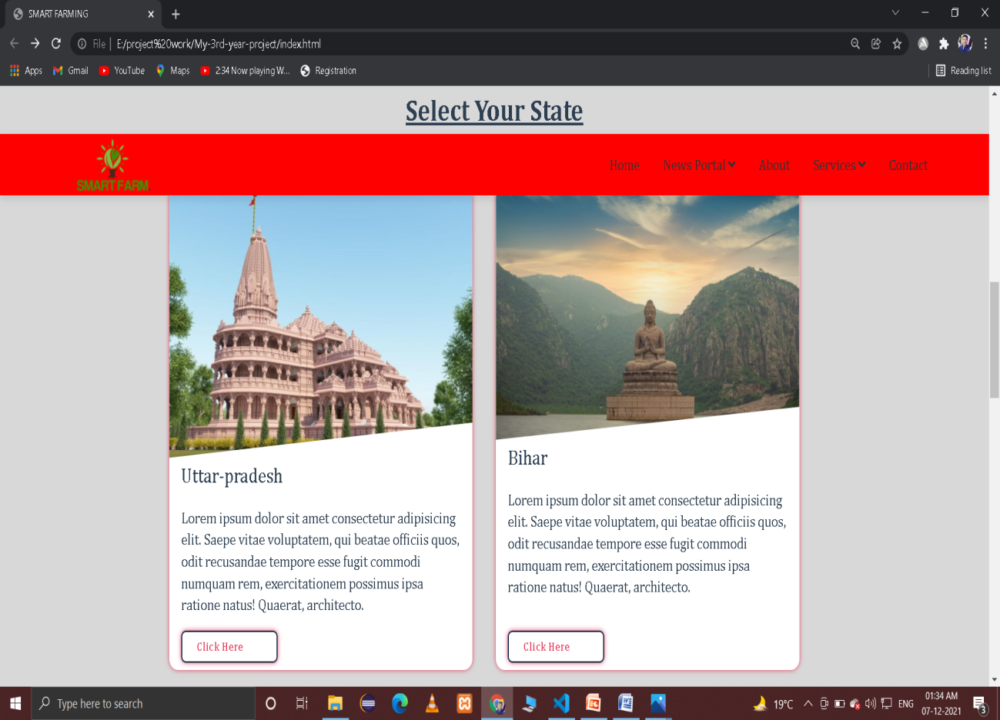 SMART FARMING
File
E:/project%20work/My-3rd-year-project/index.html
Apps
Gmail
YouTube
Maps
2:34 Now playing W...
Registration
Reading list
Select Your State
SMART FARM
Home
News Portal
About
Services
Contact
Uttar-pradesh
Lorem ipsum dolor sit amet consectetur adipisicing
elit. Saepe vitae voluptatem, qui beatae officiis quos,
odit recusandae tempore esse fugit commodi
numquam rem, exercitationem possimus ipsa
ratione natus! Quaerat, architecto.
Click Here
Bihar
Lorem ipsum dolor sit amet consectetur adipisicing
elit. Saepe vitae voluptatem, qui beatae officiis quos,
odit recusandae tempore esse fugit commodi
numquam rem, exercitationem possimus ipsa
ratione natus! Quaerat, architecto.
Click Here
Type here to search
19°C
ENG
01:34 AM
07-12-2021
3